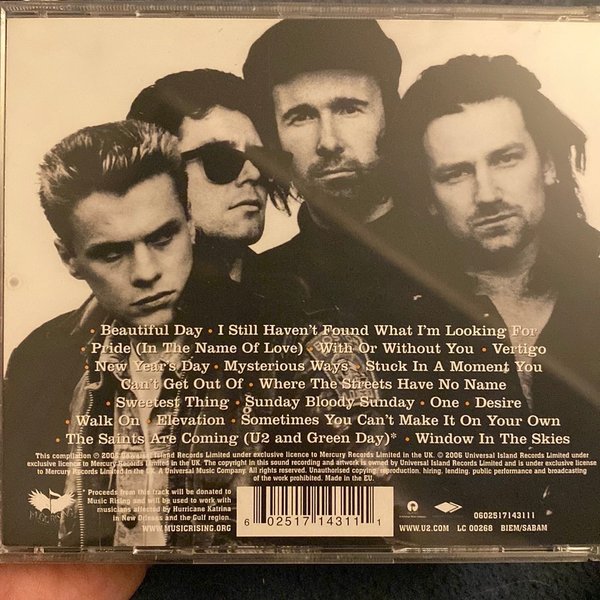 • Beautiful Day • I Still Haven't Found What I'm Looking For
• Pride (In The Name Of Love) • With Or Without You • Vertigo
• New Year's Day • Mysterious Ways • Stuck In A Moment You
Can't Get Out Of • Where The Streets Have No Name
• Sweetest Thing • Sunday Bloody Sunday • One • Desire
• Walk On • Elevation • Sometimes You Can't Make It On Your Own
• The Saints Are Coming (U2 and Green Day)* • Window In The Skies
This compilation ℗ Universal Island Records Limited under exclusive licence to Mercury Records Limited in the UK. © 2006 Universal Island Records Limited under
exclusive licence to Mercury Records Limited in the UK. The copyright in this sound recording and artwork is owned by Universal Island Records Limited and is under exclusive license
to Mercury Records Limited in the U.K. A Universal Music Company. All rights reserved. Unauthorised copying, reproduction, hiring, lending, public performance and broadcasting
of the work prohibited. Made in the EU.
* Proceeds from this track will be donated to
Music Rising and will be used to work with
musicians affected by Hurricane Katrina
in New Orleans and the Gulf region.
WWW.MUSICRISING.ORG
6 02517 14311 1
0602517143111
WWW.U2.COM LC 00268 BIEM/SABAM